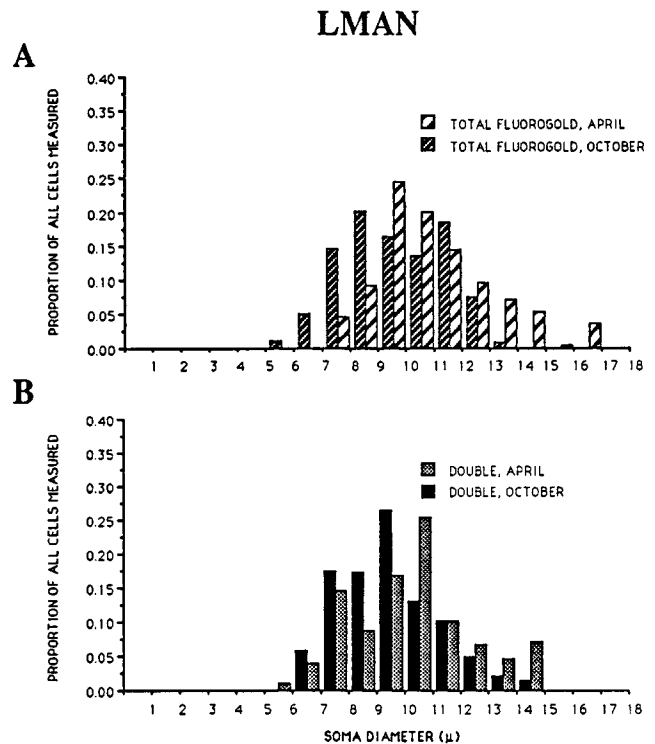 LMAN
A
PROPORTION OF ALL CELLS MEASURED
0.40
0.35
0.30
0.25
0.20
0.15
0.10
0.05
0.00
TOTAL FLUOROGOLD, APRIL
TOTAL FLUOROGOLD, OCTOBER
1 2 3 4 5 6 7 8 9 10 11 12 13 14 15 16 17 18
B
PROPORTION OF ALL CELLS MEASURED
0.40
0.35
0.30
0.25
0.20
0.15
0.10
0.05
0.00
DOUBLE, APRIL
DOUBLE, OCTOBER
1 2 3 4 5 6 7 8 9 10 11 12 13 14 15 16 17 18
SOMA DIAMETER (μ)